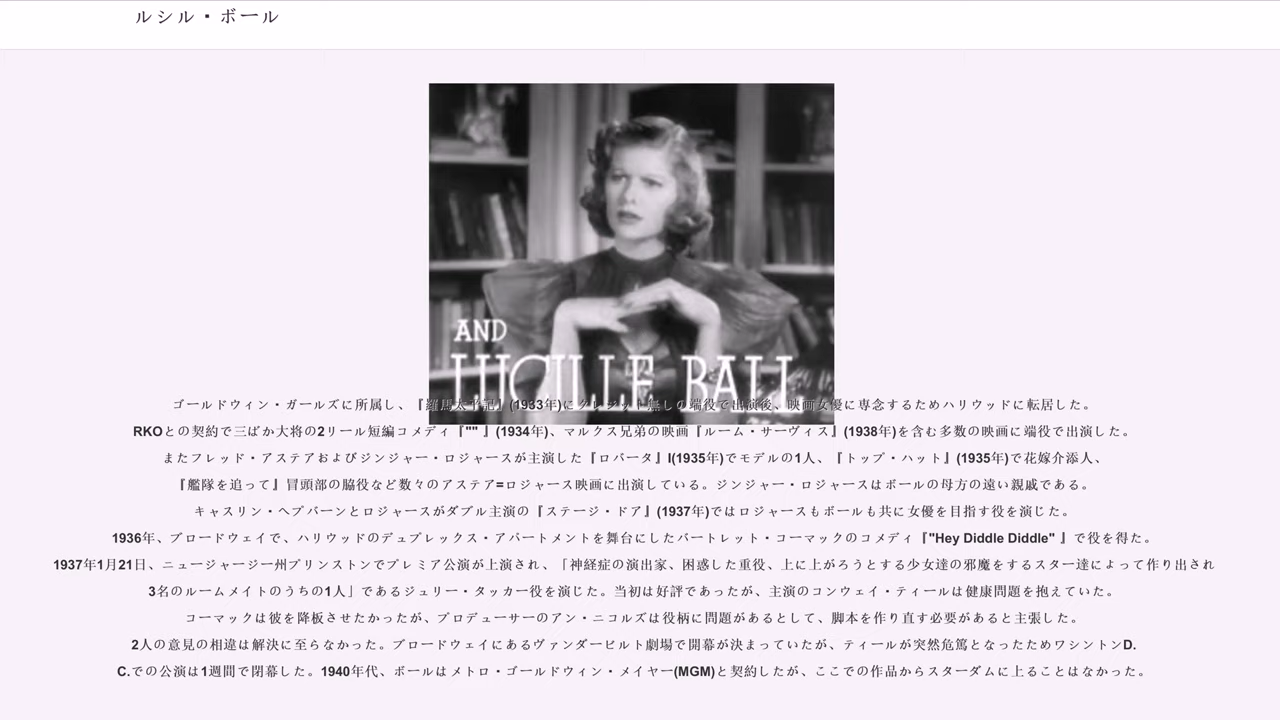 ルシル・ボール
AND
LUCILLE BALL
ゴールドウィン・ガールズに所属し、『羅馬太平記』(1933年)にクレジット無しの端役で出演後、映画女優に専念するためハリウッドに転居した。
RKOとの契約で三ばか大将の2リール短編コメディ『"" 』(1934年)、マルクス兄弟の映画『ルーム・サーヴィス』(1938年)を含む多数の映画に端役で出演した。
またフレッド・アステアおよびジンジャー・ロジャースが主演した『ロバータ』l(1935年)でモデルの1人、『トップ・ハット』(1935年)で花嫁介添人、
『艦隊を追って』冒頭部の脇役など数々のアステア=ロジャース映画に出演している。ジンジャー・ロジャースはボールの母方の遠い親戚である。
キャスリン・ヘプバーンとロジャースがダブル主演の『ステージ・ドア』(1937年)ではロジャースもボールも共に女優を目指す役を演じた。
1936年、ブロードウェイで、ハリウッドのデュプレックス・アパートメントを舞台にしたバートレット・コーマックのコメディ『"Hey Diddle Diddle" 』で役を得た。
1937年1月21日、ニュージャージー州プリンストンでプレミア公演が上演され、「神経症の演出家、困惑した重役、上に上がろうとする少女達の邪魔をするスター達によって作り出され
3名のルームメイトのうちの1人」であるジュリー・タッカー役を演じた。当初は好評であったが、主演のコンウェイ・ティールは健康問題を抱えていた。
コーマックは彼を降板させたかったが、プロデューサーのアン・ニコルズは役柄に問題があるとして、脚本を作り直す必要があると主張した。
2人の意見の相違は解決に至らなかった。ブロードウェイにあるヴァンダービルト劇場で開幕が決まっていたが、ティールが突然危篤となったためワシントンD.
C.での公演は1週間で閉幕した。1940年代、ボールはメトロ・ゴールドウィン・メイヤー(MGM)と契約したが、ここでの作品からスターダムに上ることはなかった。